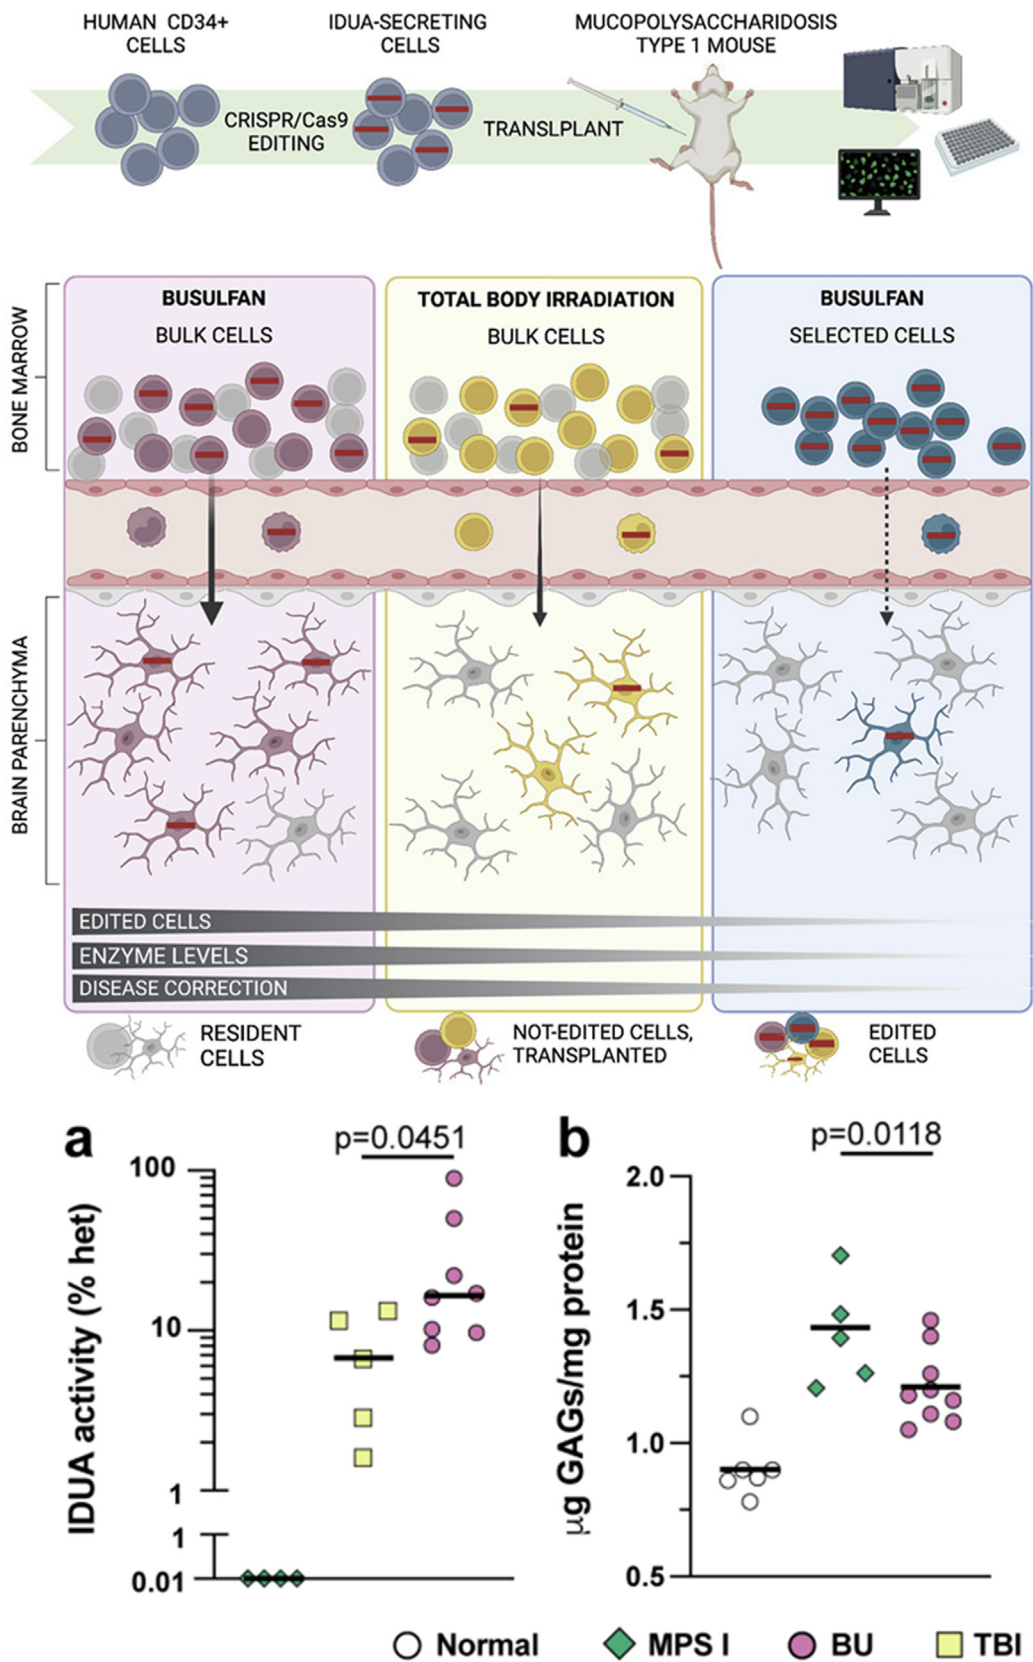 HUMAN CD34+
CELLS
IDUA-SECRETING
CELLS
MUCOPOLYSACCHARIDOSIS
TYPE 1 MOUSE
CRISPR/Cas9
EDITING
TRANSLPLANT
BONE MARROW
BUSULFAN
BULK CELLS
TOTAL BODY IRRADIATION
BULK CELLS
BUSULFAN
SELECTED CELLS
BRAIN PARENCHYMA
EDITED CELLS
ENZYME LEVELS
DISEASE CORRECTION
RESIDENT
CELLS
NOT-EDITED CELLS,
TRANSPLANTED
EDITED
CELLS
a
p=0.0451
IDUA activity (% het)
100
10
1
1
0.01
b
p=0.0118
µg GAGs/mg protein
2.0
1.5
1.0
0.5
Normal
MPS I
BU
TBI